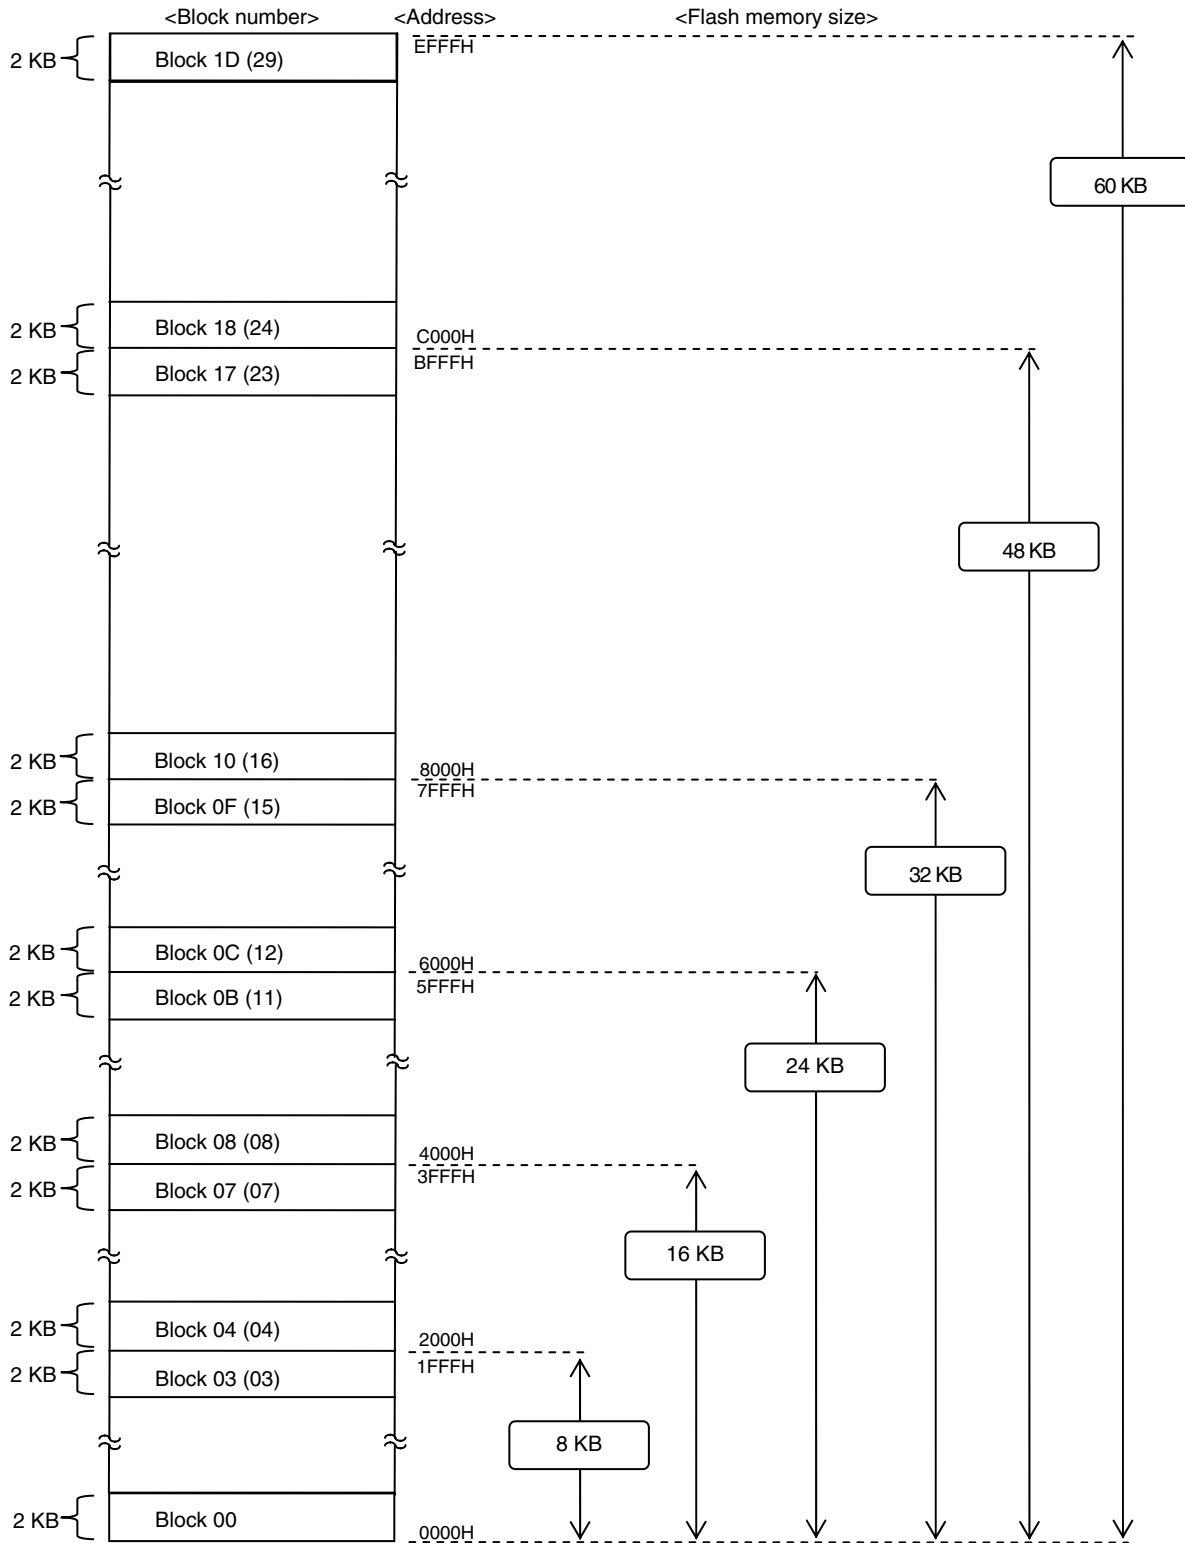 <Block number> <Address> <Flash memory size>
EFFFH
2 KB Block 1D (29)
60 KB
2 KB Block 18 (24)
C000H
BFFFH
2 KB Block 17 (23)
48 KB
2 KB Block 10 (16)
8000H
7FFFH
2 KB Block 0F (15)
32 KB
2 KB Block 0C (12)
6000H
5FFFH
2 KB Block 0B (11)
24 KB
2 KB Block 08 (08)
4000H
3FFFH
2 KB Block 07 (07)
16 KB
2 KB Block 04 (04)
2000H
1FFFH
2 KB Block 03 (03)
8 KB
2 KB Block 00
0000H